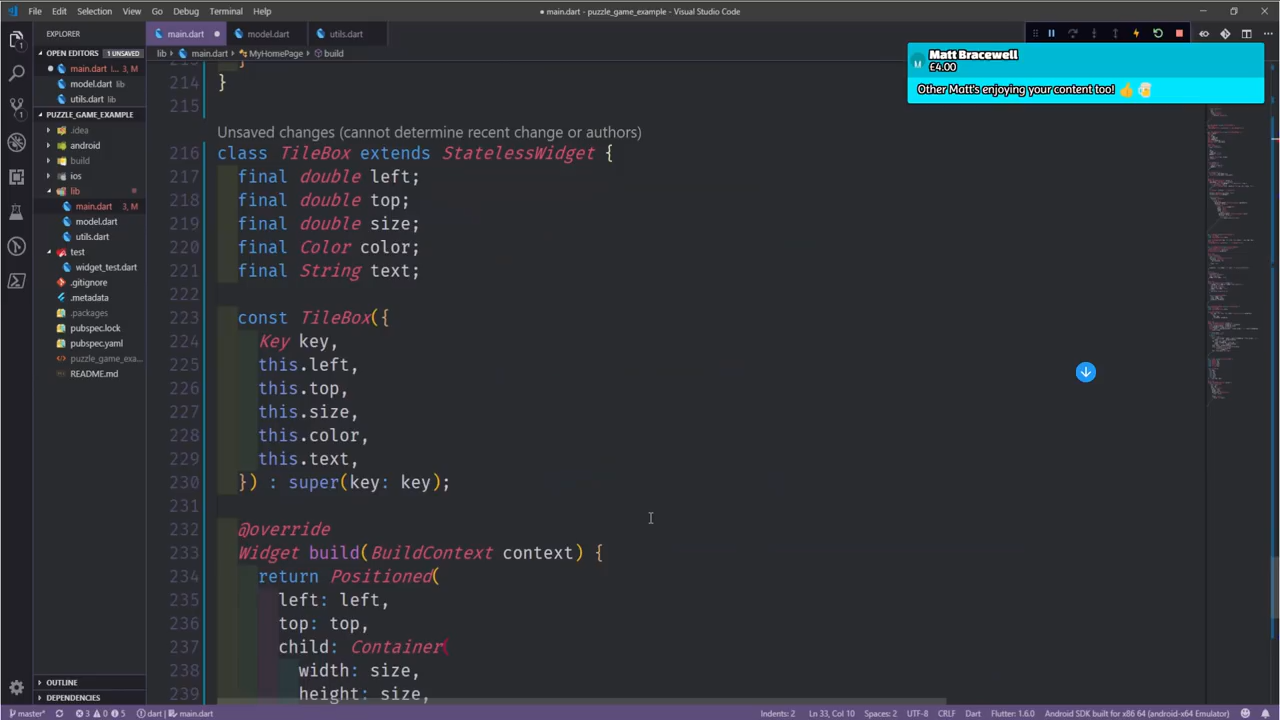 File Edit Selection View Go Debug Terminal Help
● main.dart - puzzle_game_example - Visual Studio Code
EXPLORER
main.dart
model.dart
utils.dart
OPEN EDITORS 1 UNSAVED
lib > main.dart > MyHomePage > build
main.dart lib 3, M
model.dart lib
utils.dart lib
PUZZLE_GAME_EXAMPLE
.idea
android
build
ios
lib
main.dart 3, M
model.dart
utils.dart
test
widget_test.dart
.gitignore
.metadata
.packages
pubspec.lock
pubspec.yaml
puzzle_game_exa...
README.md
OUTLINE
DEPENDENCIES
Matt Bracewell
£4.00
Other Matt's enjoying your content too! 👍 🍺
214 }
215
Unsaved changes (cannot determine recent change or authors)
216 class TileBox extends StatelessWidget {
217 final double left;
218 final double top;
219 final double size;
220 final Color color;
221 final String text;
222
223 const TileBox({
224 Key key,
225 this.left,
226 this.top,
227 this.size,
228 this.color,
229 this.text,
230 }) : super(key: key);
231
232 @override
233 Widget build(BuildContext context) {
234 return Positioned(
235 left: left,
236 top: top,
237 child: Container(
238 width: size,
239 height: size,
master* 3 0 5 dart | main.dart Indents: 2 Ln 33, Col 10 Spaces: 2 UTF-8 CRLF Dart Flutter: 1.6.0 Android SDK built for x86 64 (android-x64 Emulator)